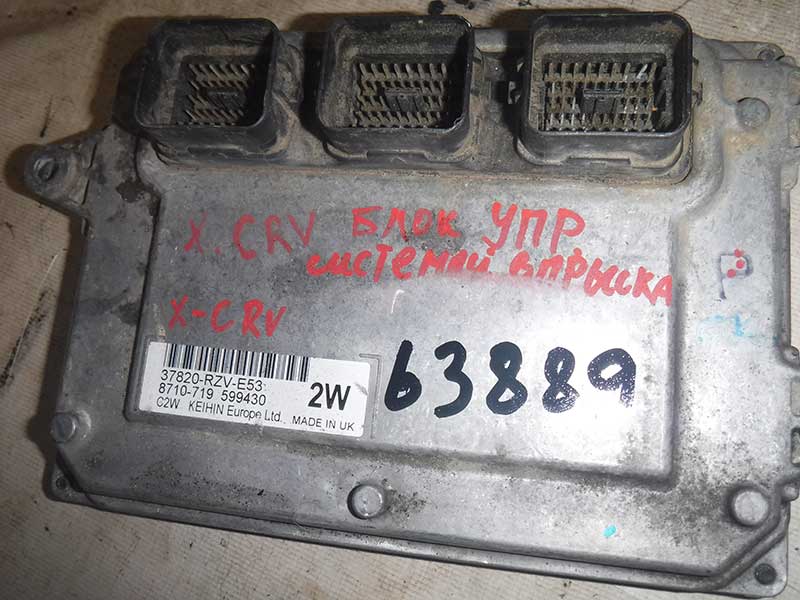 X. CRV БЛОК УПР
СИСТЕМОЙ ВПРЫСКА
X-CRV
37820-RZV-E53
8710-719 599430
2W
C2W KEIHIN Europe Ltd. MADE IN UK
63889
P